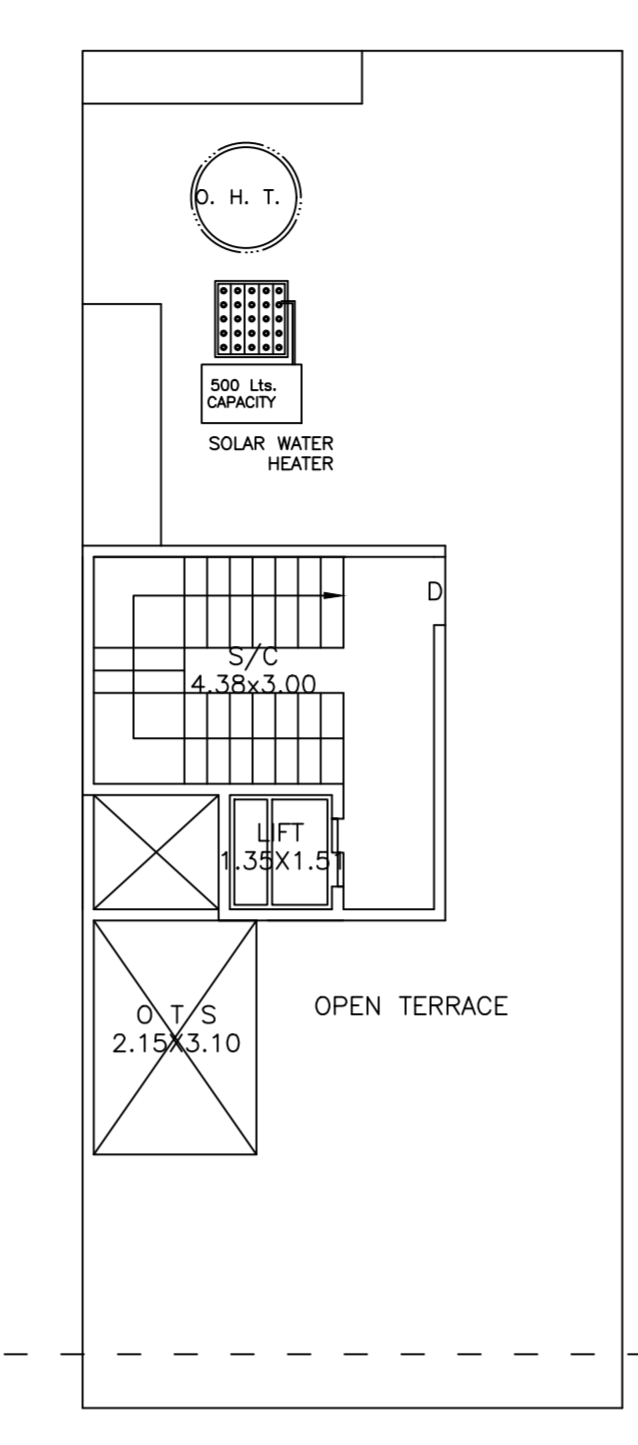 O. H. T.
500 Lts.
CAPACITY
SOLAR WATER
HEATER
D
S/C
4.38x3.00
LIFT
1.35X1.51
OPEN TERRACE
O T S
2.15X3.10